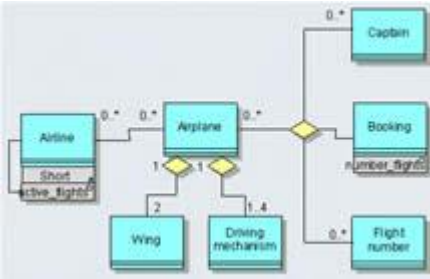 0..*
Captain
0..*
0..*
0..*
Airline
Airplane
Booking
Short
active_flights
1
1
number_flights
2
1..4
0..*
Wing
Driving
mechanism
Flight
number